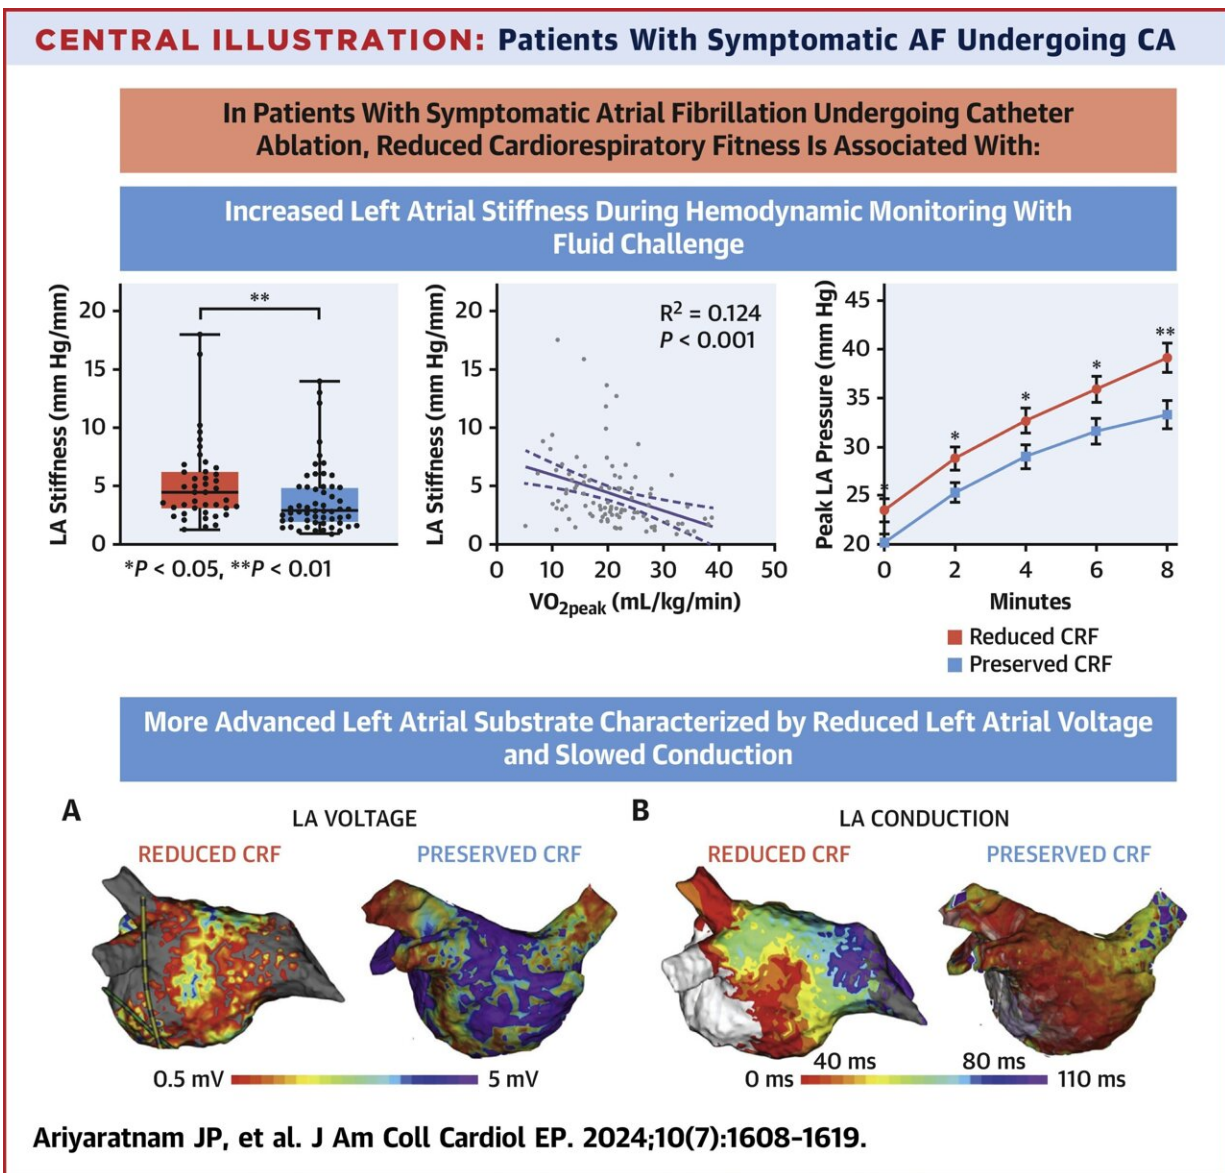 CENTRAL ILLUSTRATION: Patients With Symptomatic AF Undergoing CA
In Patients With Symptomatic Atrial Fibrillation Undergoing Catheter
Ablation, Reduced Cardiorespiratory Fitness Is Associated With:
Increased Left Atrial Stiffness During Hemodynamic Monitoring With
Fluid Challenge
LA Stiffness (mm Hg/mm)
20
15
10
5
0
**
*P < 0.05, **P < 0.01
LA Stiffness (mm Hg/mm)
20
15
10
5
0
R² = 0.124
P < 0.001
0 10 20 30 40 50
VO₂peak (mL/kg/min)
Peak LA Pressure (mm Hg)
45
40
35
30
25
20
* * * * **
0 2 4 6 8
Minutes
Reduced CRF
Preserved CRF
More Advanced Left Atrial Substrate Characterized by Reduced Left Atrial Voltage
and Slowed Conduction
A
LA VOLTAGE
REDUCED CRF PRESERVED CRF
0.5 mV 5 mV
B
LA CONDUCTION
REDUCED CRF PRESERVED CRF
40 ms 80 ms
0 ms 110 ms
Ariyaratnam JP, et al. J Am Coll Cardiol EP. 2024;10(7):1608–1619.